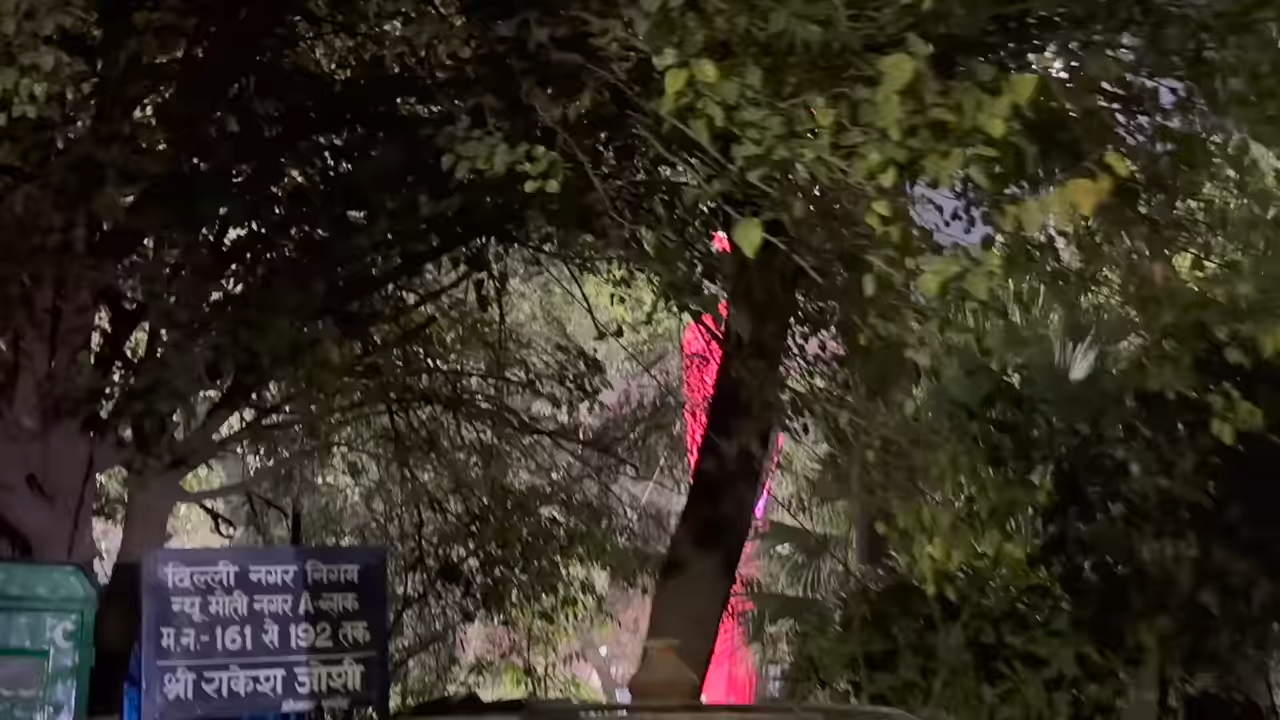 दिल्ली नगर निगम
न्यू मोती नगर A-ब्लाक
म.न.-161 से 192 तक
श्री राकेश जोशी
C